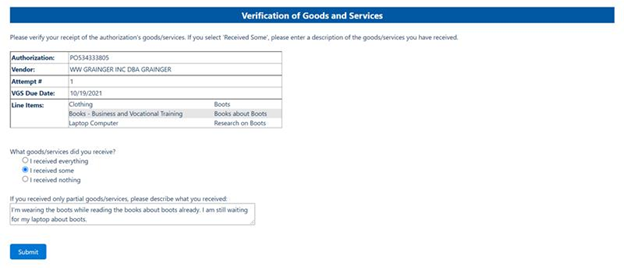 Verification of Goods and Services
Please verify your receipt of the authorization's goods/services. If you select 'Received Some', please enter a description of the goods/services you have received.
Authorization: PO534333805
Vendor: WW GRAINGER INC DBA GRAINGER
Attempt # 1
VGS Due Date: 10/19/2021
Line Items: Clothing Boots
Books - Business and Vocational Training Books about Boots
Laptop Computer Research on Boots
What goods/services did you receive?
I received everything
I received some
I received nothing
If you received only partial goods/services, please describe what you received:
I'm wearing the boots while reading the books about boots already. I am still waiting
for my laptop about boots.
Submit